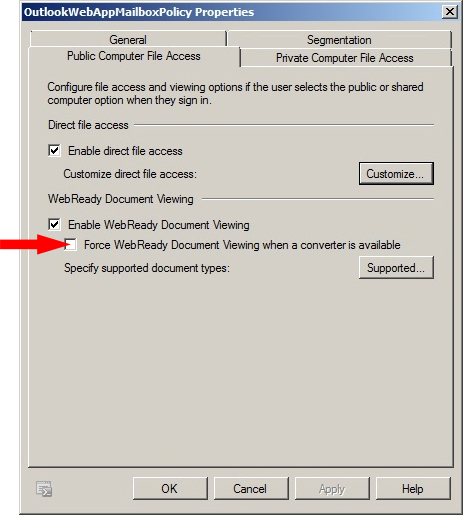 OutlookWebAppMailboxPolicy Properties
General
Segmentation
Public Computer File Access
Private Computer File Access
Configure file access and viewing options if the user selects the public or shared
computer option when they sign in.
Direct file access
Enable direct file access
Customize direct file access:
Customize...
WebReady Document Viewing
Enable WebReady Document Viewing
Force WebReady Document Viewing when a converter is available
Specify supported document types:
Supported...
OK
Cancel
Apply
Help